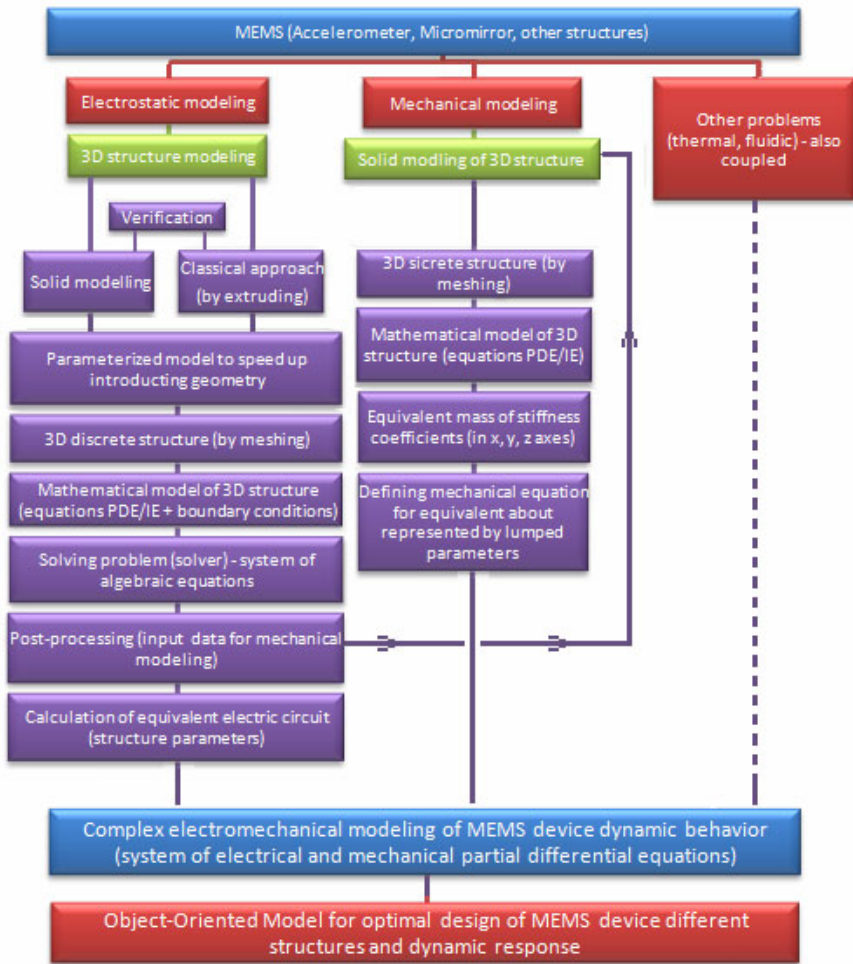 MEMS (Accelerometer, Micromirror, other structures)
Electrostatic modeling
3D structure modeling
Verification
Solid modelling
Classical approach
(by extruding)
Parameterized model to speed up
introducting geometry
3D discrete structure (by meshing)
Mathematical model of 3D structure
(equations PDE/IE + boundary conditions)
Solving problem (solver) - system of
algebraic equations
Post-processing (input data for mechanical
modeling)
Calculation of equivalent electric circuit
(structure parameters)
Mechanical modeling
Solid modling of 3D structure
3D sicrete structure (by
meshing)
Mathematical model of 3D
structure (equations PDE/IE)
Equivalent mass of stiffness
coefficients (in x, y, z axes)
Defining mechanical equation
for equivalent about
represented by lumped
parameters
Other problems
(thermal, fluidic) - also
coupled
Complex electromechanical modeling of MEMS device dynamic behavior
(system of electrical and mechanical partial differential equations)
Object-Oriented Model for optimal design of MEMS device different
structures and dynamic response